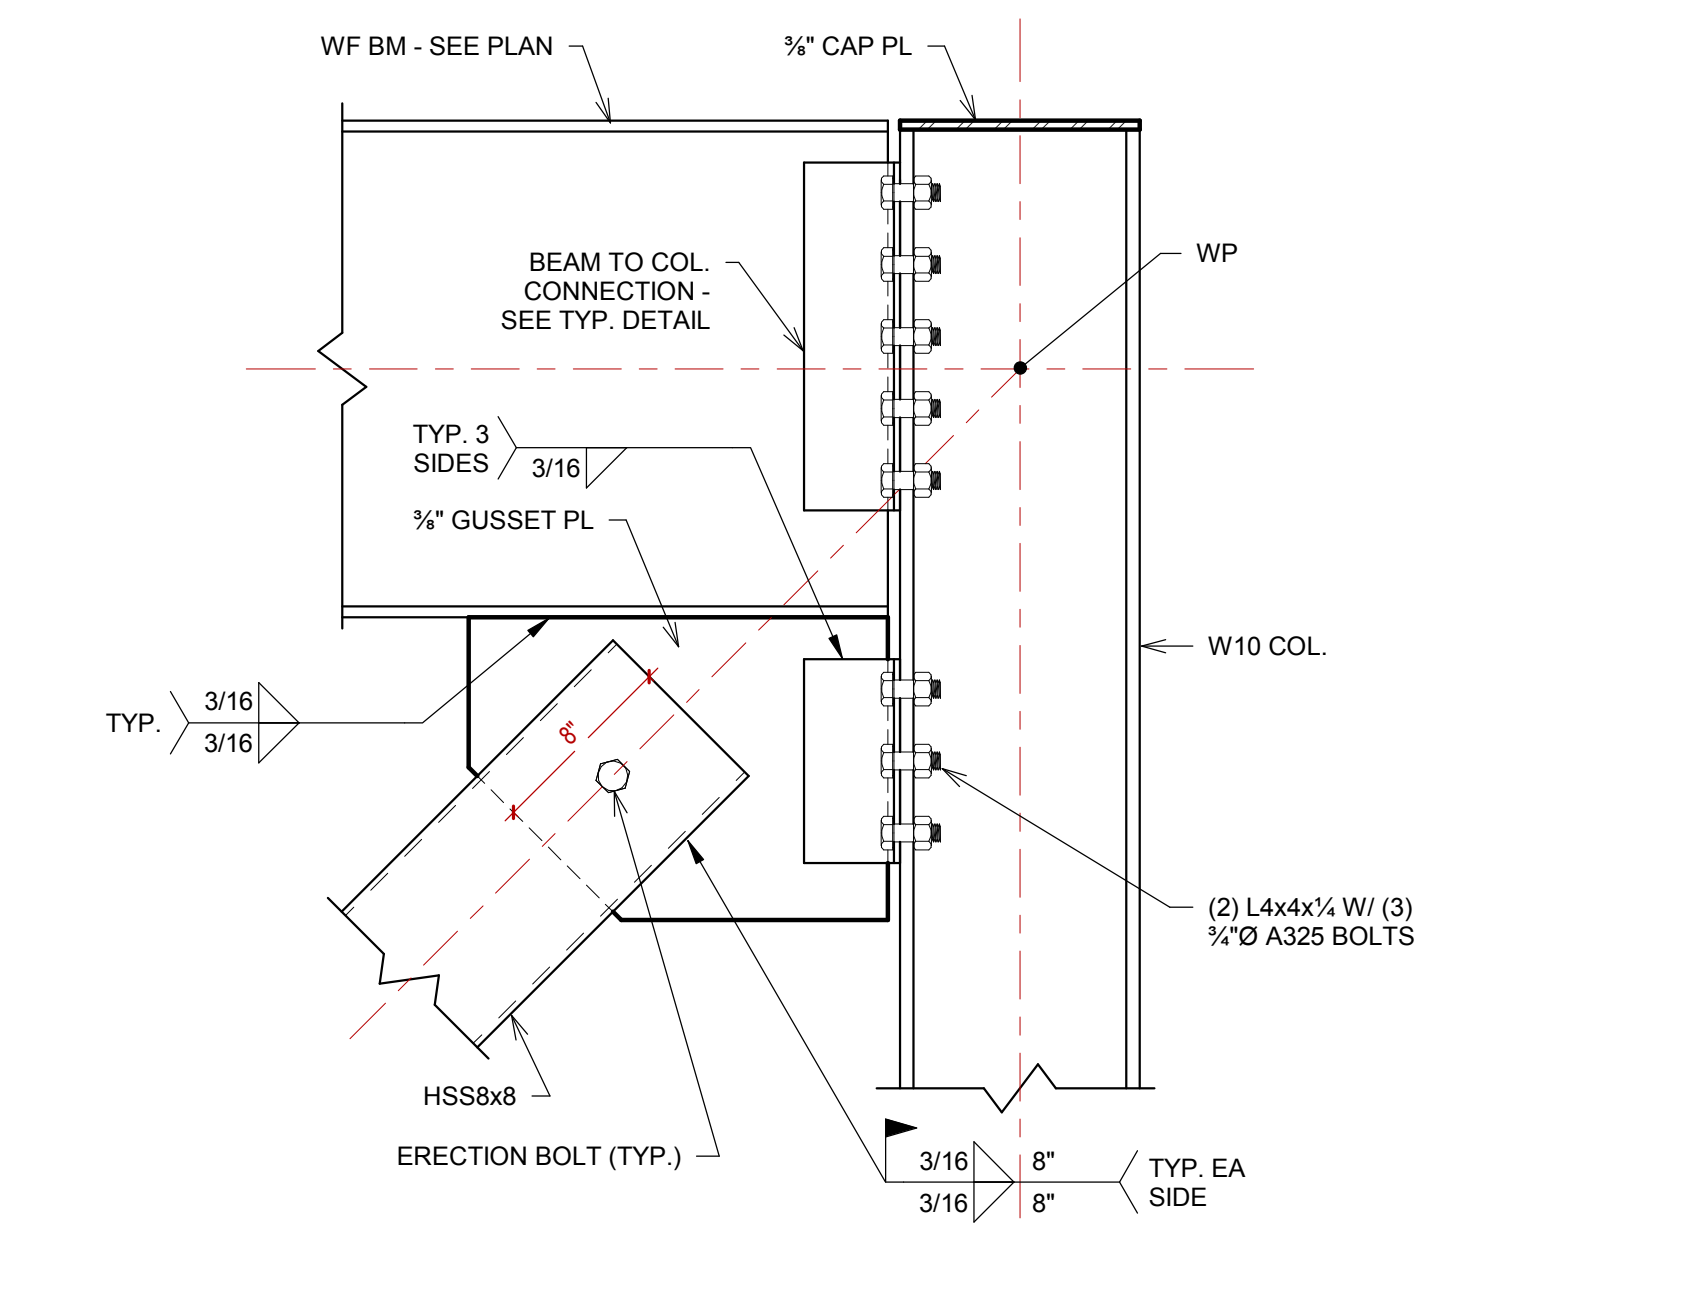 WF BM - SEE PLAN
⅜" CAP PL
WP
BEAM TO COL.
CONNECTION -
SEE TYP. DETAIL
TYP. 3
SIDES
3/16
⅜" GUSSET PL
W10 COL.
3/16
TYP.
3/16
8"
(2) L4x4x¼ W/ (3)
¾"Ø A325 BOLTS
HSS8x8
ERECTION BOLT (TYP.)
3/16 8"
3/16 8"
TYP. EA
SIDE